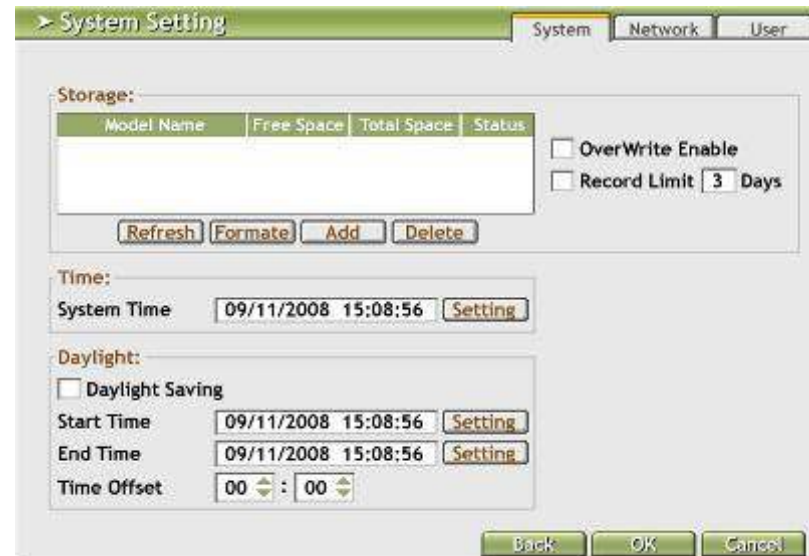 ➤ System Setting
System Network User
Storage:
Model Name Free Space Total Space Status
OverWrite Enable
Record Limit 3 Days
Refresh Formate Add Delete
Time:
System Time 09/11/2008 15:08:56 Setting
Daylight:
Daylight Saving
Start Time 09/11/2008 15:08:56 Setting
End Time 09/11/2008 15:08:56 Setting
Time Offset 00 : 00
Back OK Cancel